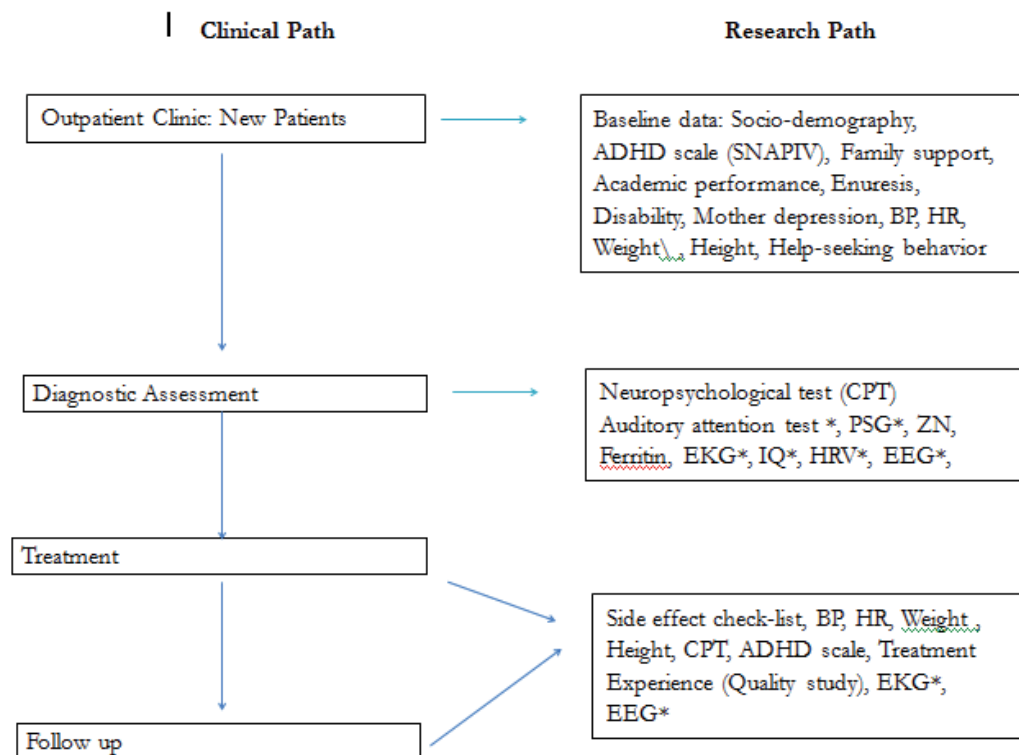 Clinical Path
Research Path
Outpatient Clinic: New Patients
Baseline data: Socio-demography,
ADHD scale (SNAPIV), Family support,
Academic performance, Enuresis,
Disability, Mother depression, BP, HR,
Weight\ , Height, Help-seeking behavior
Diagnostic Assessment
Neuropsychological test (CPT)
Auditory attention test *, PSG*, ZN,
Ferritin, EKG*, IQ*, HRV*, EEG*,
Treatment
Side effect check-list, BP, HR, Weight ,
Height, CPT, ADHD scale, Treatment
Experience (Quality study), EKG*,
EEG*
Follow up